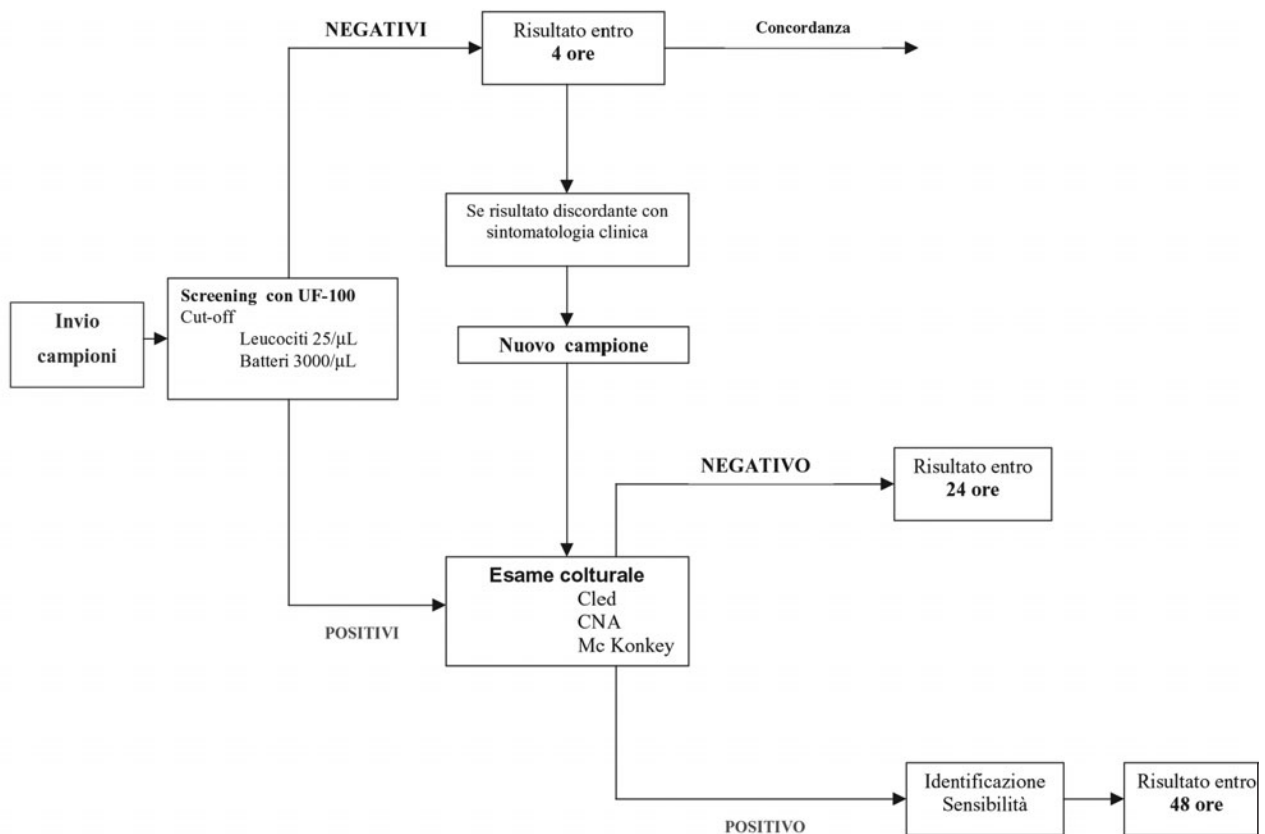 NEGATIVI
Risultato entro
4 ore
Concordanza
Se risultato discordante con
sintomatologia clinica
Screening con UF-100
Cut-off
Leucociti 25/µL
Batteri 3000/µL
Invio
campioni
Nuovo campione
NEGATIVO
Risultato entro
24 ore
Esame colturale
Cled
CNA
Mc Konkey
POSITIVI
Identificazione
Sensibilità
Risultato entro
48 ore
POSITIVO